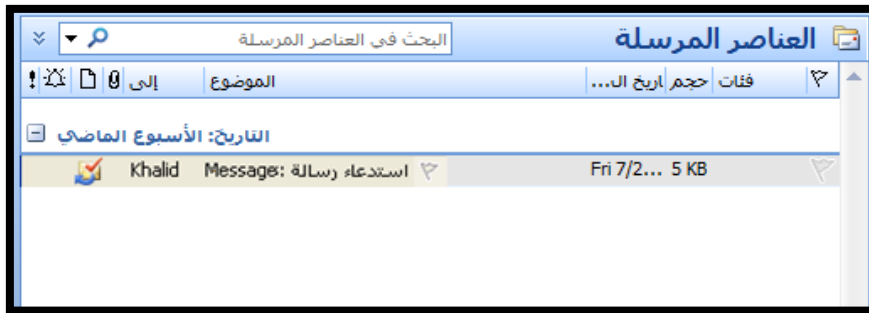 العناصر المرسلة
البحث في العناصر المرسلة
! إلى الموضوع اريخ ال... حجم فئات
التاريخ: الأسبوع الماضي
Khalid Message: استدعاء رسالة Fri 7/2... 5 KB